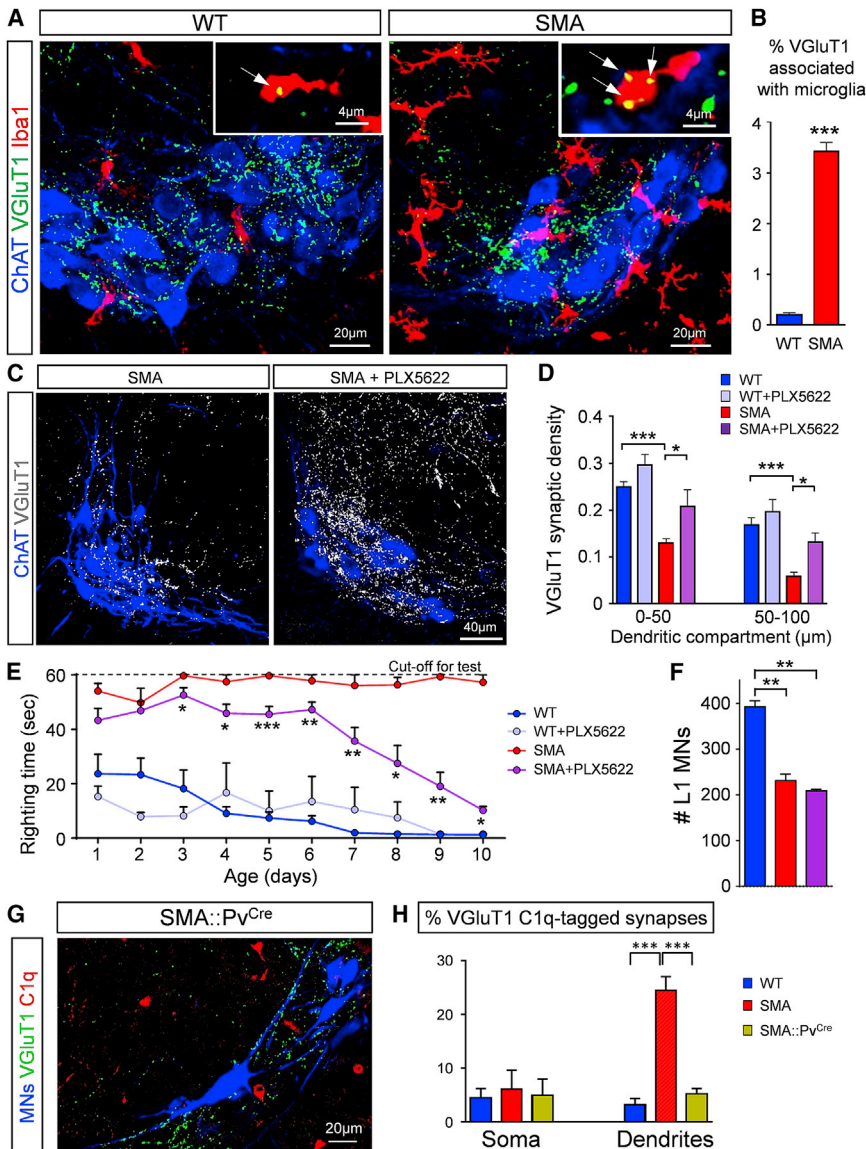 A
WT
SMA
ChAT VGluT1 Iba1
4µm
4µm
20µm
20µm
B
% VGluT1
associated
with microglia
***
4
3
2
1
0
WT SMA
C
SMA
SMA + PLX5622
ChAT VGluT1
40µm
D
WT
WT+PLX5622
SMA
SMA+PLX5622
VGluT1 synaptic density
0.4
0.3
0.2
0.1
0
***
*
***
*
0-50
50-100
Dendritic compartment (µm)
E
Cut-off for test
Righting time (sec)
60
40
20
0
*
*
***
**
**
*
**
*
1 2 3 4 5 6 7 8 9 10
Age (days)
WT
WT+PLX5622
SMA
SMA+PLX5622
F
# L1 MNs
400
300
200
100
0
**
**
G
SMA::PvCre
MNs VGluT1 C1q
20µm
H
% VGluT1 C1q-tagged synapses
30
20
10
0
*** ***
WT
SMA
SMA::PvCre
Soma
Dendrites